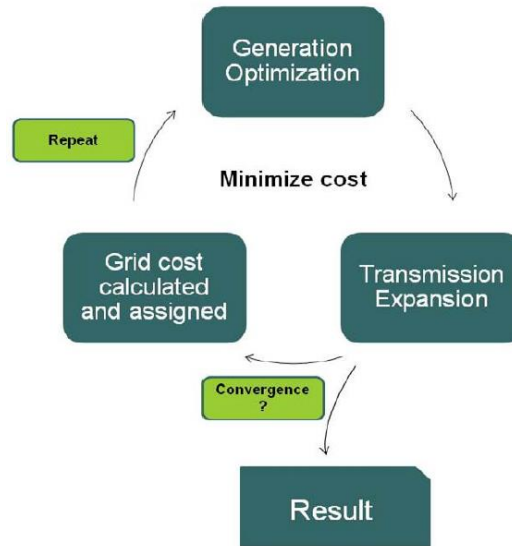 Generation
Optimization
Repeat
Minimize cost
Grid cost
calculated
and assigned
Transmission
Expansion
Convergence
?
Result